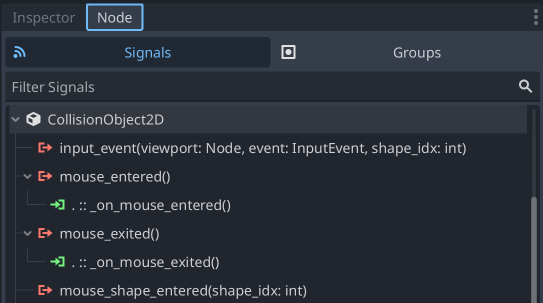 Inspector Node
Signals Groups
Filter Signals
CollisionObject2D
input_event(viewport: Node, event: InputEvent, shape_idx: int)
mouse_entered()
. :: _on_mouse_entered()
mouse_exited()
. :: _on_mouse_exited()
mouse_shape_entered(shape_idx: int)